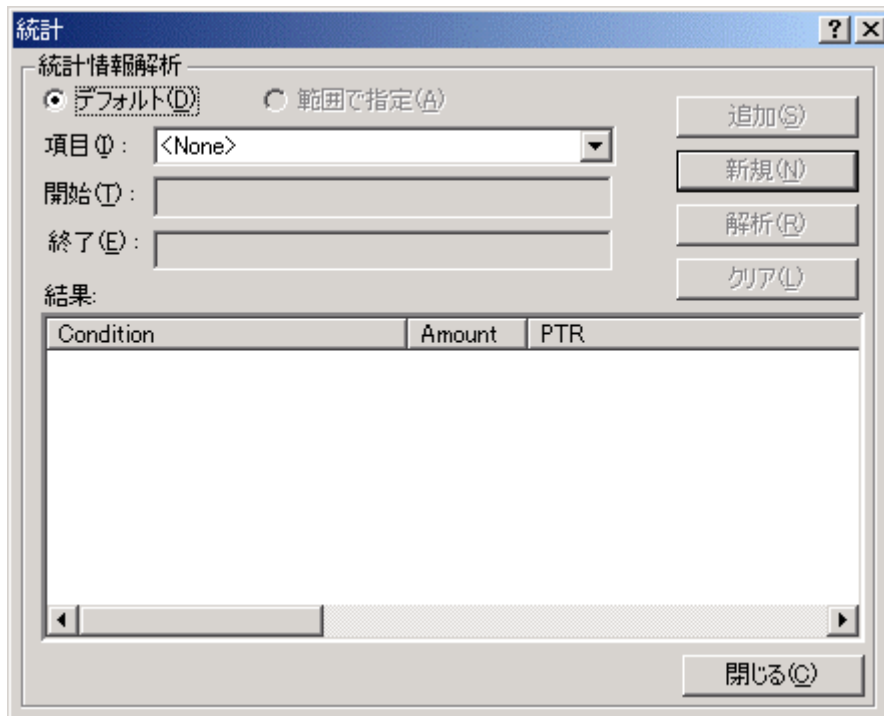 統計
統計情報解析
デフォルト(D)
範囲で指定(A)
追加(S)
項目(I) :
<None>
新規(N)
開始(T) :
解析(R)
終了(E) :
クリア(L)
結果:
Condition
Amount
PTR
閉じる(C)